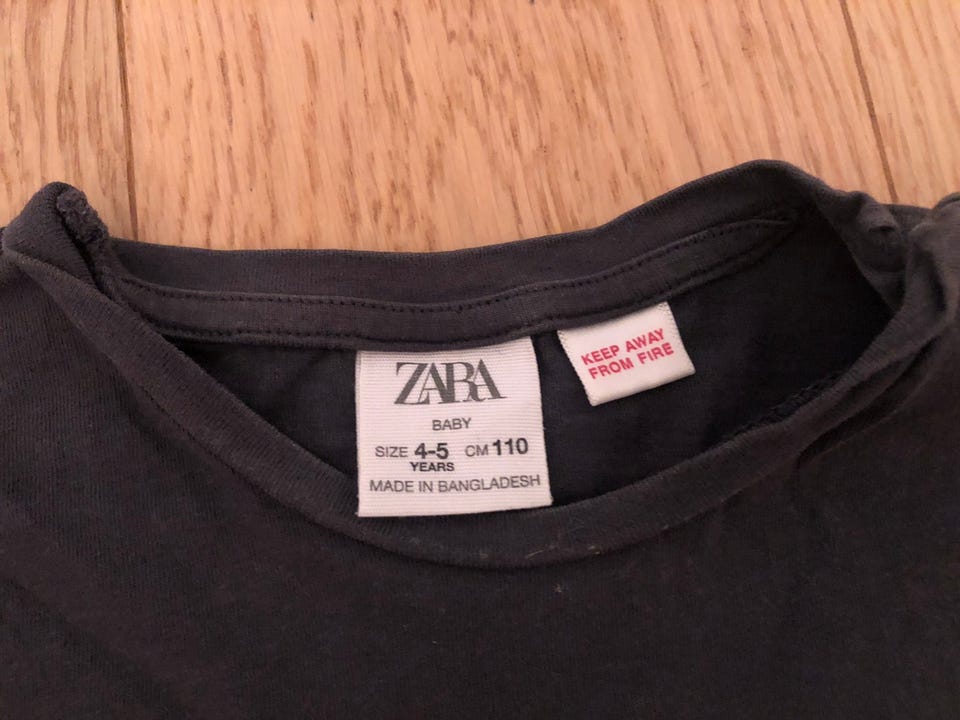 ZARA
BABY
SIZE 4-5 CM 110
YEARS
MADE IN BANGLADESH
KEEP AWAY
FROM FIRE